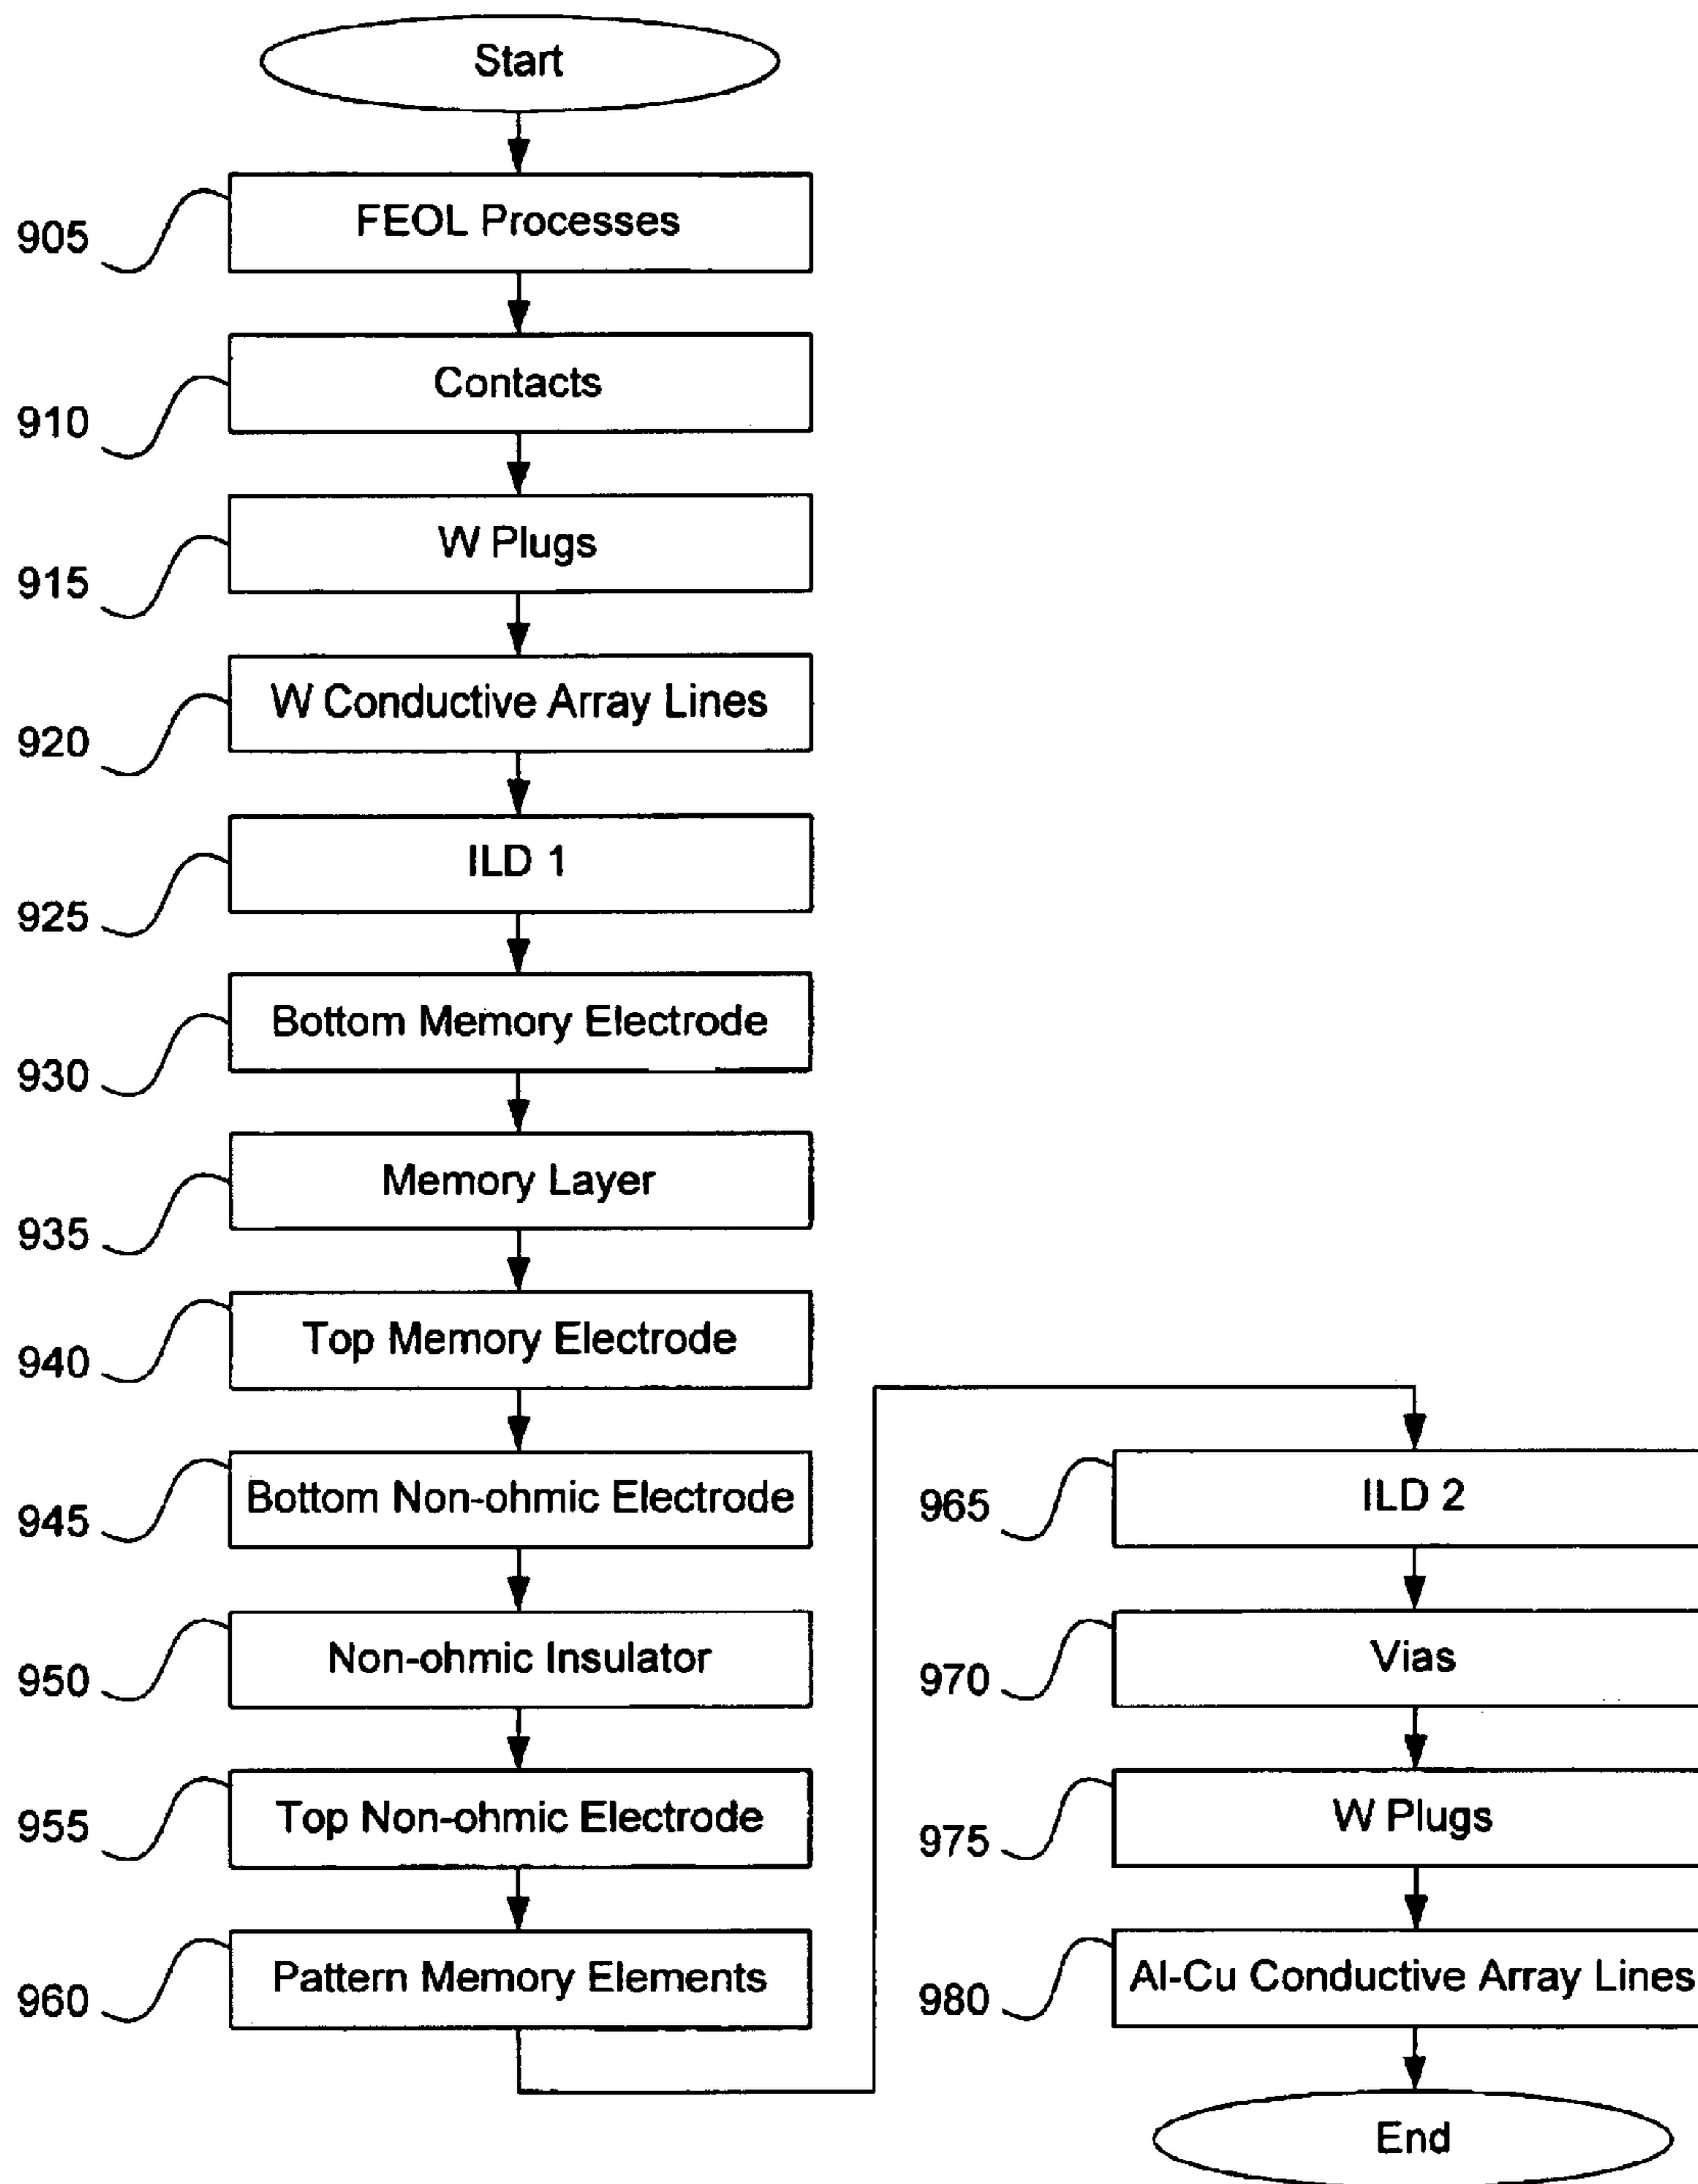 Start
905
FEOL Processes
910
Contacts
915
W Plugs
920
W Conductive Array Lines
925
ILD 1
930
Bottom Memory Electrode
935
Memory Layer
940
Top Memory Electrode
945
Bottom Non-ohmic Electrode
950
Non-ohmic Insulator
955
Top Non-ohmic Electrode
960
Pattern Memory Elements
965
ILD 2
970
Vias
975
W Plugs
980
Al-Cu Conductive Array Lines
End